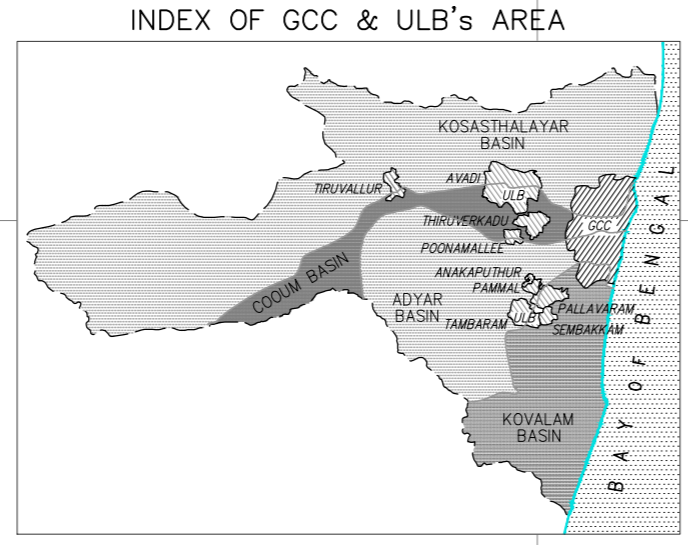 INDEX OF GCC & ULB's AREA
KOSASTHALAYAR
BASIN
AVADI
TIRUVALLUR
ULB
THIRUVERKADU
GCC
POONAMALLEE
COOUM BASIN
ANAKAPUTHUR
PAMMAL
ADYAR
BASIN
PALLAVARAM
ULB
TAMBARAM
SEMBAKKAM
KOVALAM
BASIN
BAY OF BENGAL